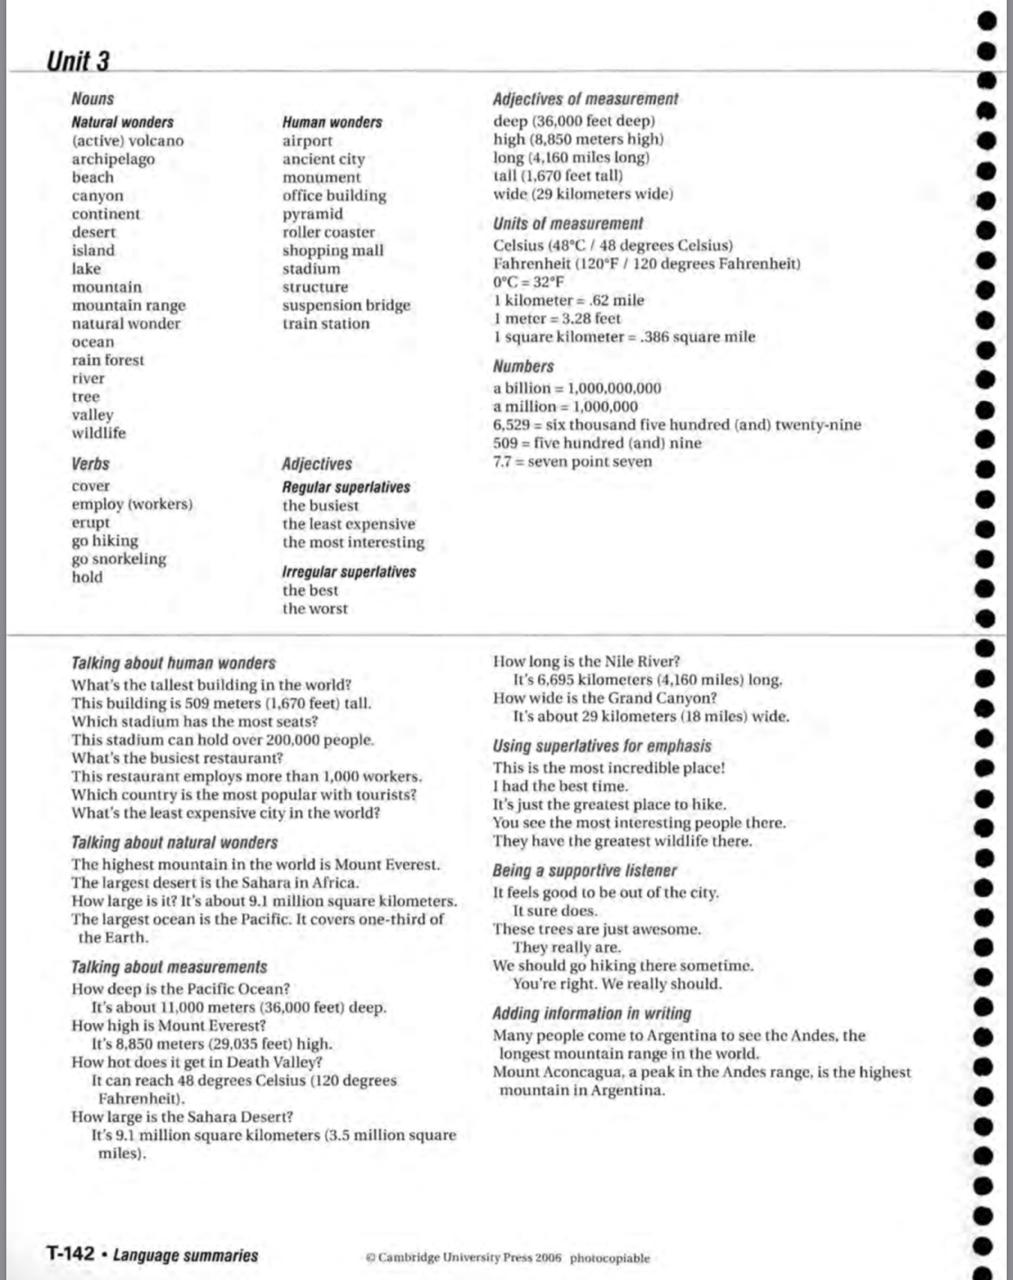 Unit 3
Nouns
Natural wonders
(active) volcano
archipelago
beach
canyon
continent
desert
island
lake
mountain
mountain range
natural wonder
ocean
rain forest
river
tree
valley
wildlife
Human wonders
airport
ancient city
monument
office building
pyramid
roller coaster
shopping mall
stadium
structure
suspension bridge
train station
Verbs
cover
employ (workers)
erupt
go hiking
go snorkeling
hold
Adjectives
Regular superlatives
the busiest
the least expensive
the most interesting
Irregular superlatives
the best
the worst
Adjectives of measurement
deep (36,000 feet deep)
high (8,850 meters high)
long (4,160 miles long)
tall (1,670 feet tall)
wide (29 kilometers wide)
Units of measurement
Celsius (48°C / 48 degrees Celsius)
Fahrenheit (120°F / 120 degrees Fahrenheit)
0°C = 32°F
1 kilometer = .62 mile
1 meter = 3.28 feet
1 square kilometer = .386 square mile
Numbers
a billion = 1,000,000,000
a million = 1,000,000
6,529 = six thousand five hundred (and) twenty-nine
509 = five hundred (and) nine
7.7 = seven point seven
Talking about human wonders
What's the tallest building in the world?
This building is 509 meters (1,670 feet) tall.
Which stadium has the most seats?
This stadium can hold over 200,000 people.
What's the busiest restaurant?
This restaurant employs more than 1,000 workers.
Which country is the most popular with tourists?
What's the least expensive city in the world?
Talking about natural wonders
The highest mountain in the world is Mount Everest.
The largest desert is the Sahara in Africa.
How large is it? It's about 9.1 million square kilometers.
The largest ocean is the Pacific. It covers one-third of
the Earth.
Talking about measurements
How deep is the Pacific Ocean?
It's about 11,000 meters (36,000 feet) deep.
How high is Mount Everest?
It's 8,850 meters (29,035 feet) high.
How hot does it get in Death Valley?
It can reach 48 degrees Celsius (120 degrees
Fahrenheit).
How large is the Sahara Desert?
It's 9.1 million square kilometers (3.5 million square
miles).
How long is the Nile River?
It's 6,695 kilometers (4,160 miles) long.
How wide is the Grand Canyon?
It's about 29 kilometers (18 miles) wide.
Using superlatives for emphasis
This is the most incredible place!
I had the best time.
It's just the greatest place to hike.
You see the most interesting people there.
They have the greatest wildlife there.
Being a supportive listener
It feels good to be out of the city.
It sure does.
These trees are just awesome.
They really are.
We should go hiking there sometime.
You're right. We really should.
Adding information in writing
Many people come to Argentina to see the Andes, the
longest mountain range in the world.
Mount Aconcagua, a peak in the Andes range, is the highest
mountain in Argentina.
T-142 • Language summaries
© Cambridge University Press 2006 photocopiable